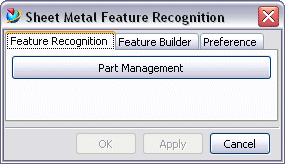 Sheet Metal Feature Recognition
Feature Recognition Feature Builder Preference
Part Management
OK Apply Cancel